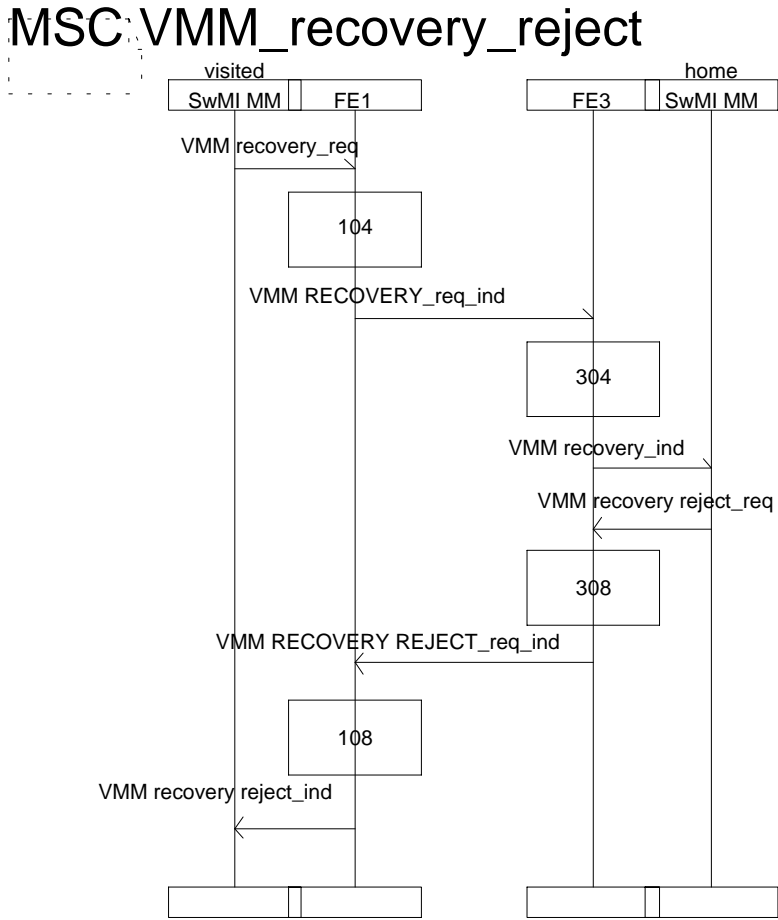 MSC VMM_recovery_reject
visited home
SwMI MM FE1 FE3 SwMI MM
VMM recovery_req
104
VMM RECOVERY_req_ind
304
VMM recovery_ind
VMM recovery reject_req
308
VMM RECOVERY REJECT_req_ind
108
VMM recovery reject_ind